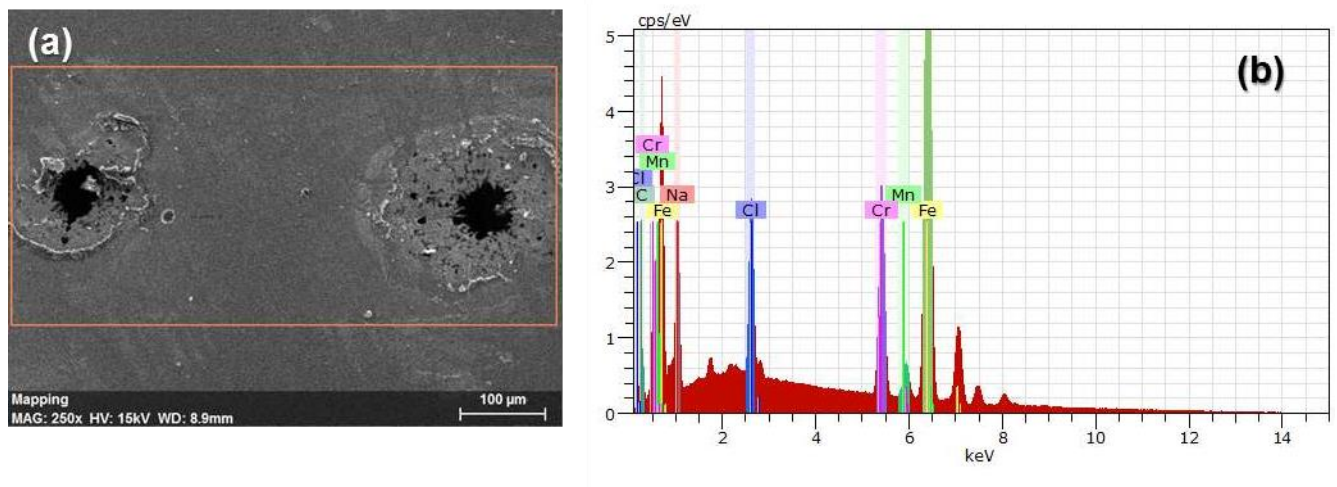 (a)
Mapping
MAG: 250x HV: 15kV WD: 8.9mm
100 µm
cps/eV
(b)
5
4
3
2
1
0
Cr
Mn
Cl
C
Na
Fe
Cl
Mn
Cr
Fe
2 4 6 8 10 12 14
keV